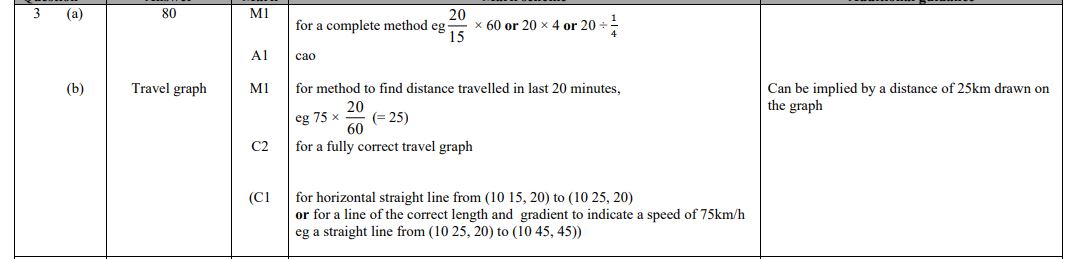 3 (a) 80 M1 for a complete method eg 20/15 × 60 or 20 × 4 or 20 ÷ 1/4
A1 cao
(b) Travel graph M1 for method to find distance travelled in last 20 minutes, Can be implied by a distance of 25km drawn on
the graph
eg 75 × 20/60 (= 25)
C2 for a fully correct travel graph
(C1 for horizontal straight line from (10 15, 20) to (10 25, 20)
or for a line of the correct length and gradient to indicate a speed of 75km/h
eg a straight line from (10 25, 20) to (10 45, 45))